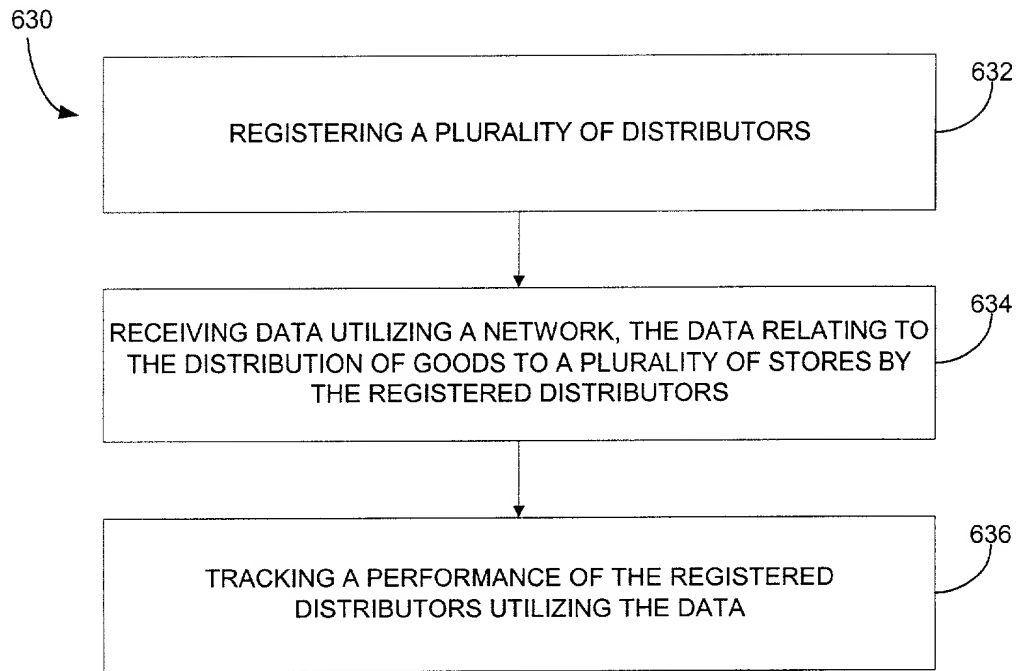 630
632
REGISTERING A PLURALITY OF DISTRIBUTORS
634
RECEIVING DATA UTILIZING A NETWORK, THE DATA RELATING TO
THE DISTRIBUTION OF GOODS TO A PLURALITY OF STORES BY
THE REGISTERED DISTRIBUTORS
636
TRACKING A PERFORMANCE OF THE REGISTERED
DISTRIBUTORS UTILIZING THE DATA